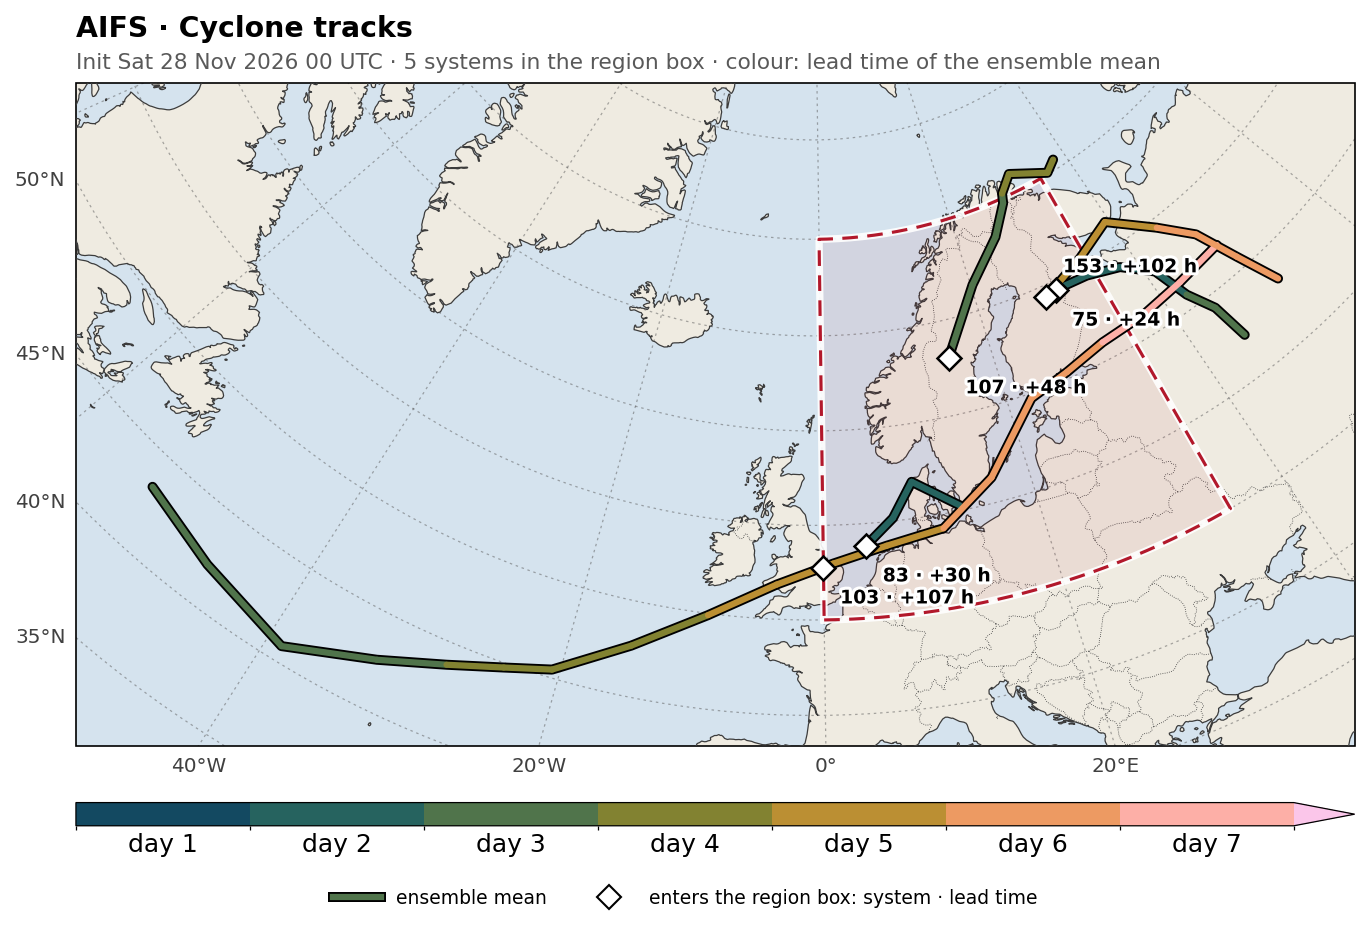 AIFS · Cyclone tracks
Init Sat 28 Nov 2026 00 UTC · 5 systems in the region box · colour: lead time of the ensemble mean
50°N
45°N
40°N
35°N
153 · +102 h
75 · +24 h
107 · +48 h
83 · +30 h
103 · +107 h
40°W 20°W 0° 20°E
day 1 day 2 day 3 day 4 day 5 day 6 day 7
ensemble mean enters the region box: system · lead time